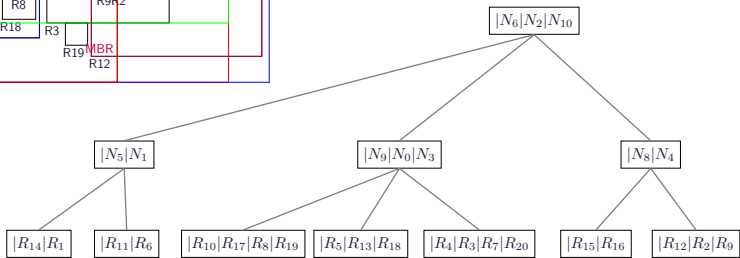 R8
R9R2
R18
R3
R19
MBR
R12
|N₆|N₂|N₁₀
|N₅|N₁
|N₉|N₀|N₃
|N₈|N₄
|R₁₄|R₁
|R₁₁|R₆
|R₁₀|R₁₇|R₈|R₁₉
|R₅|R₁₃|R₁₈
|R₄|R₃|R₇|R₂₀
|R₁₅|R₁₆
|R₁₂|R₂|R₉